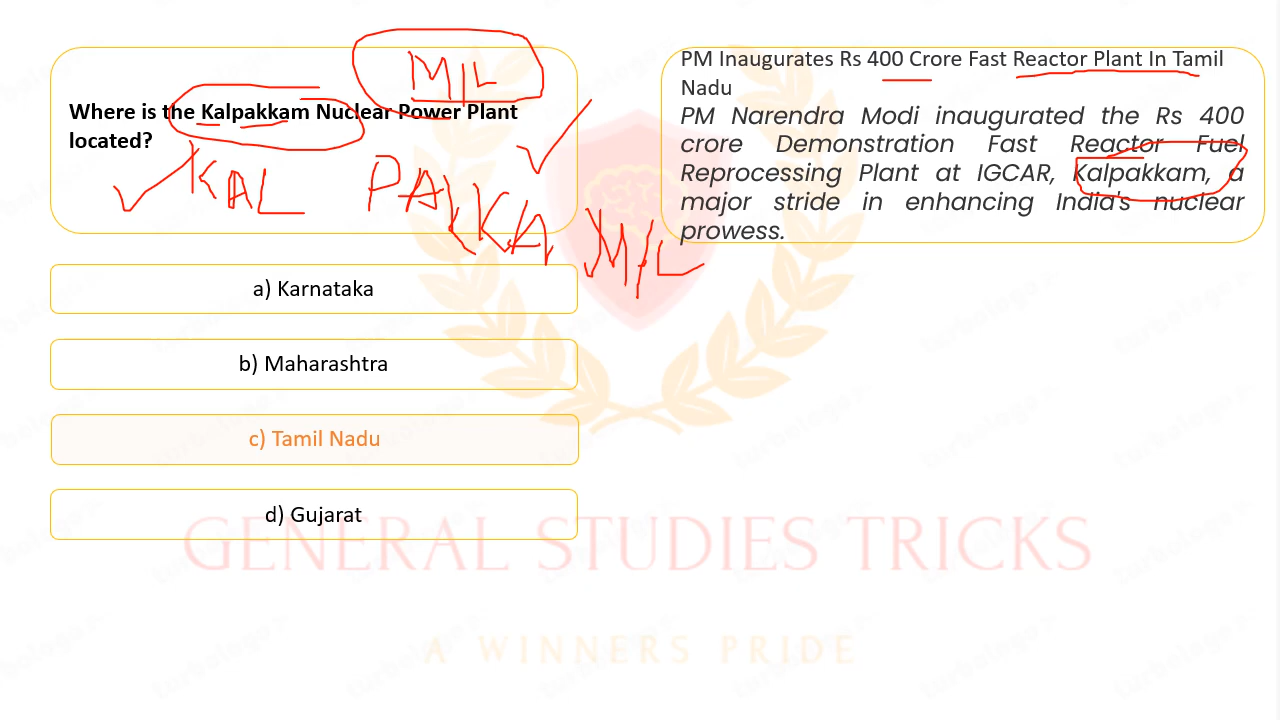 Where is the Kalpakkam Nuclear Power Plant
located?
M/L
KAL PAKKA M/L
a) Karnataka
b) Maharashtra
c) Tamil Nadu
d) Gujarat
PM Inaugurates Rs 400 Crore Fast Reactor Plant In Tamil
Nadu
PM Narendra Modi inaugurated the Rs 400
crore Demonstration Fast Reactor Fuel
Reprocessing Plant at IGCAR, Kalpakkam, a
major stride in enhancing India's nuclear
prowess.
GENERAL STUDIES TRICKS
A WINNERS PRIDE